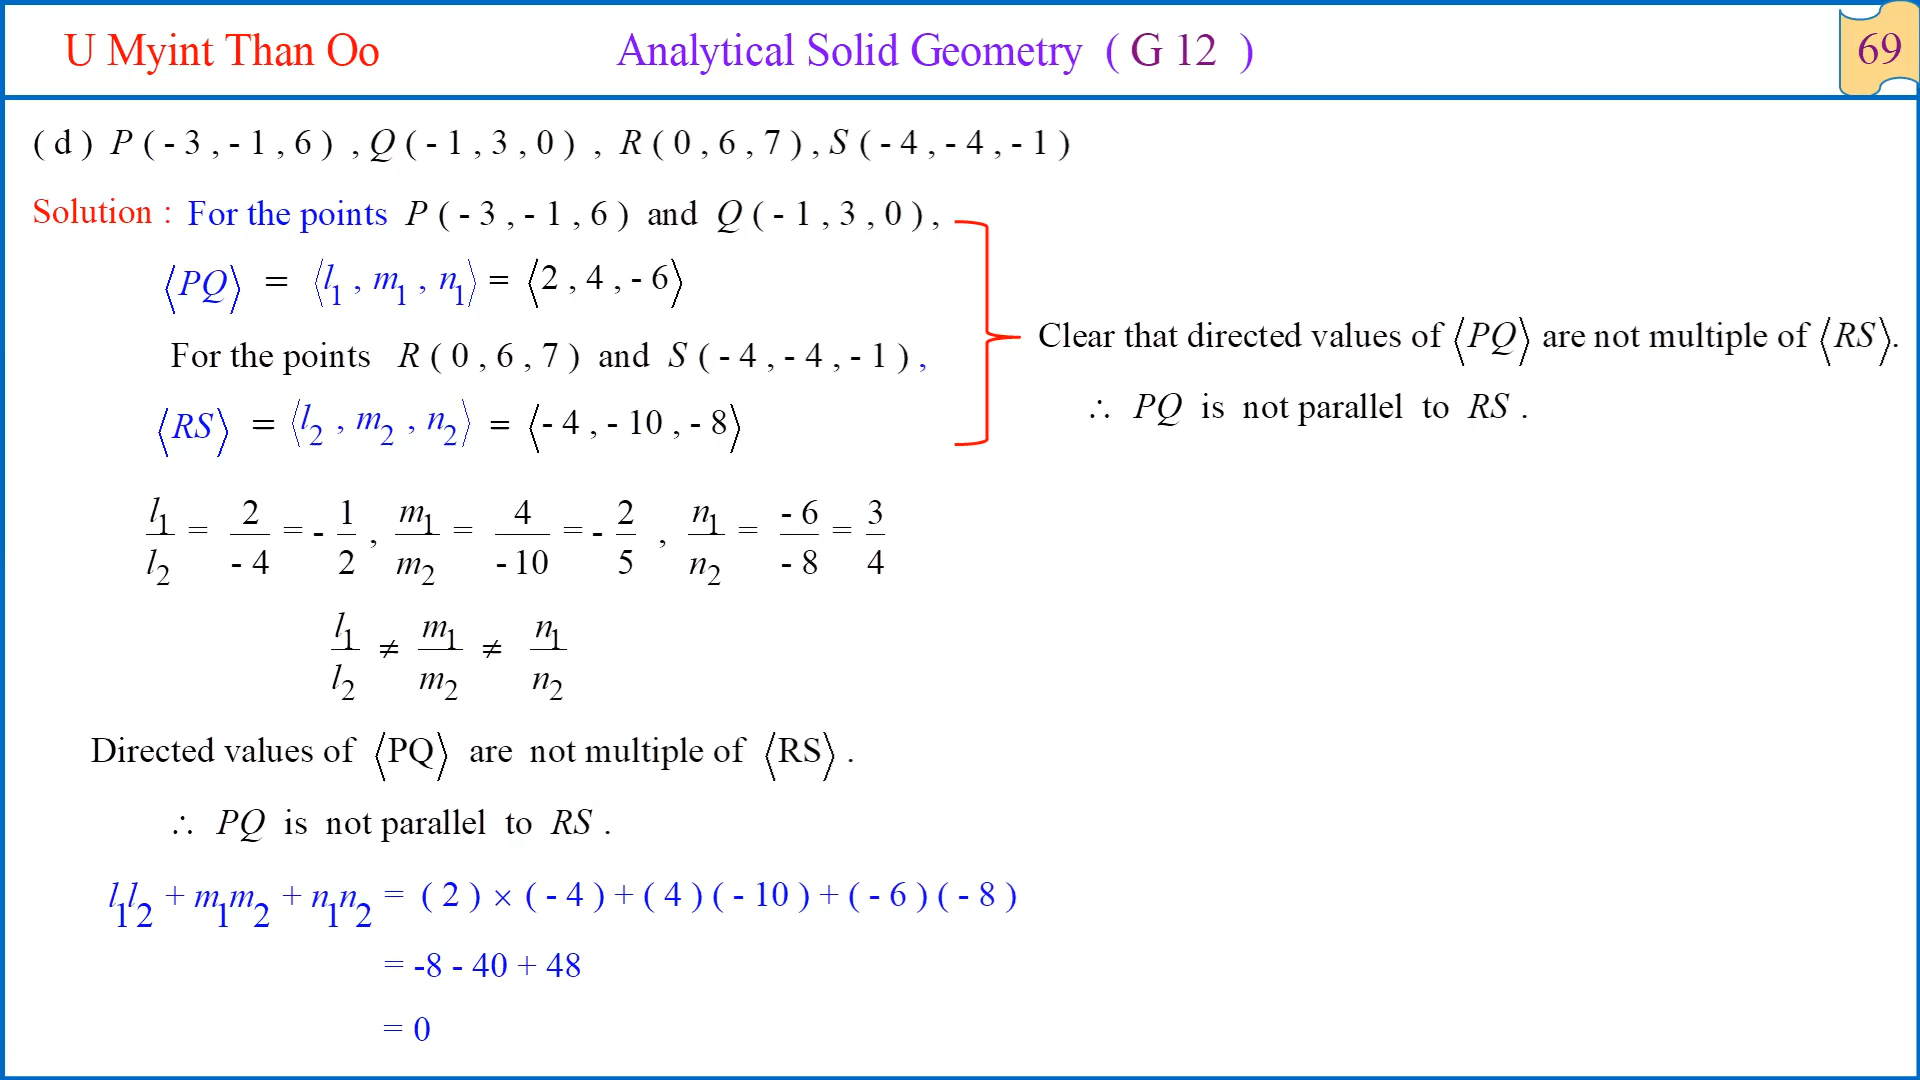 U Myint Than Oo Analytical Solid Geometry ( G 12 ) 69
( d ) P ( - 3 , - 1 , 6 ) , Q ( - 1 , 3 , 0 ) , R ( 0 , 6 , 7 ) , S ( - 4 , - 4 , - 1 )
Solution : For the points P ( - 3 , - 1 , 6 ) and Q ( - 1 , 3 , 0 ) ,
⟨PQ⟩ = ⟨l₁ , m₁ , n₁⟩ = ⟨2 , 4 , - 6⟩
For the points R ( 0 , 6 , 7 ) and S ( - 4 , - 4 , - 1 ) ,
⟨RS⟩ = ⟨l₂ , m₂ , n₂⟩ = ⟨- 4 , - 10 , - 8⟩
Clear that directed values of ⟨PQ⟩ are not multiple of ⟨RS⟩.
∴ PQ is not parallel to RS .
l₁/l₂ = 2/- 4 = - 1/2 , m₁/m₂ = 4/- 10 = - 2/5 , n₁/n₂ = - 6/- 8 = 3/4
l₁/l₂ ≠ m₁/m₂ ≠ n₁/n₂
Directed values of ⟨PQ⟩ are not multiple of ⟨RS⟩ .
∴ PQ is not parallel to RS .
l₁l₂ + m₁m₂ + n₁n₂ = ( 2 ) × ( - 4 ) + ( 4 ) ( - 10 ) + ( - 6 ) ( - 8 )
= -8 - 40 + 48
= 0